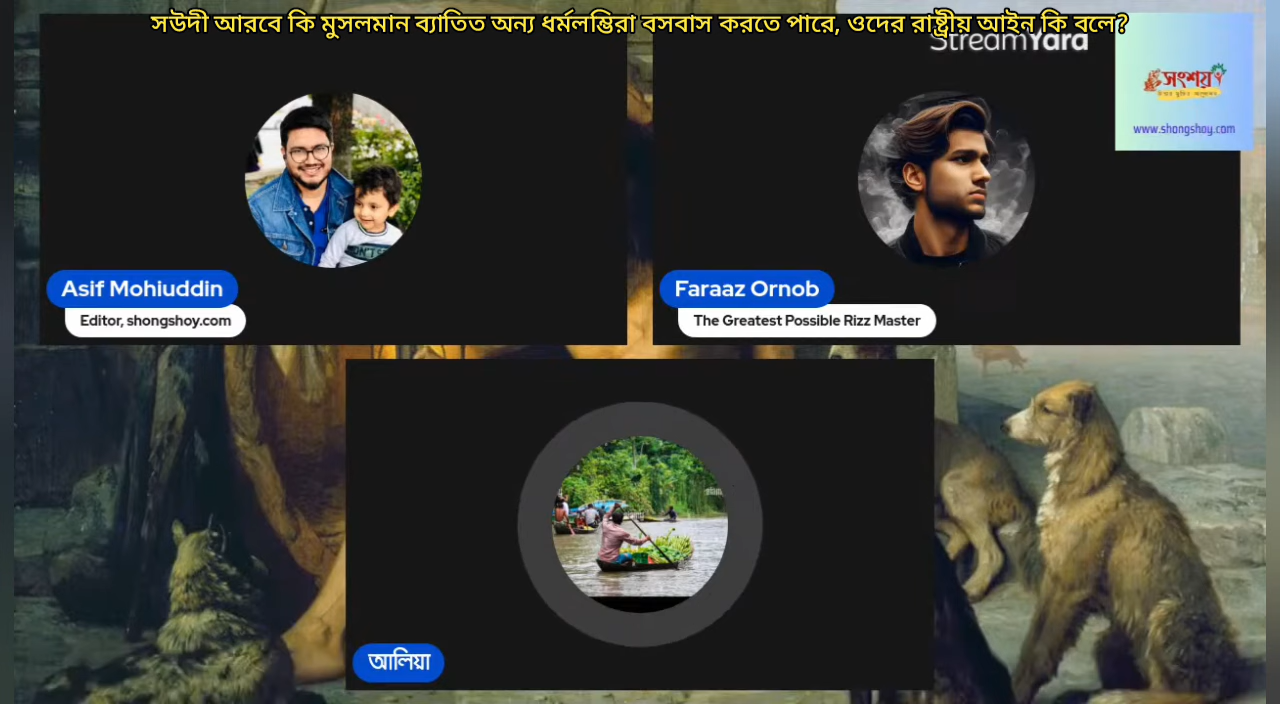 সউদী আরবে কি মুসলমান ব্যাতিত অন্য ধর্মলম্ভিরা বসবাস করতে পারে, ওদের রাষ্ট্রীয় আইন কি বলে?
StreamYard
সংশয়
www.shongshoy.com
Asif Mohiuddin
Editor, shongshoy.com
Faraaz Ornob
The Greatest Possible Rizz Master
আলিয়া